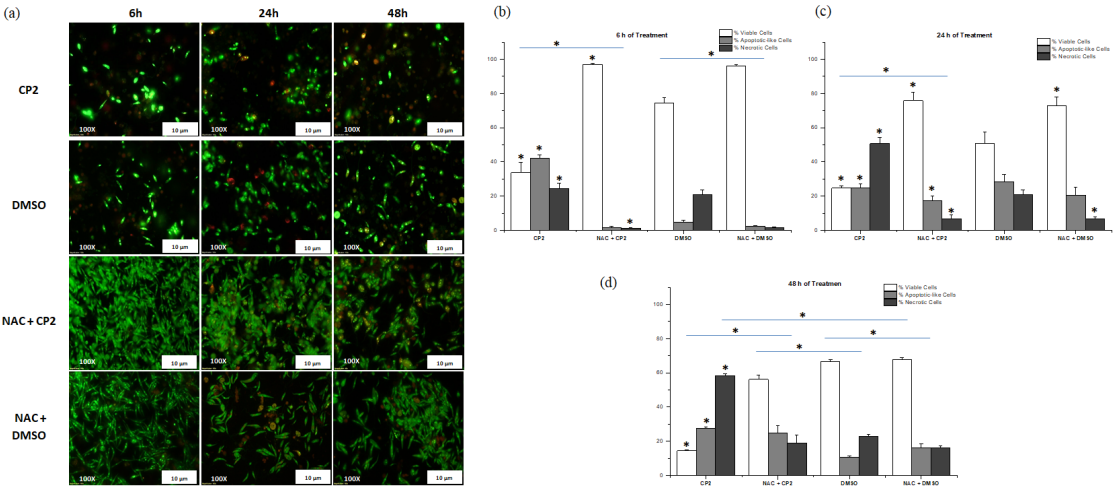 (a)
6h
24h
48h
CP2
100X
10 µm
100X
10 µm
100X
10 µm
DMSO
100X
10 µm
100X
10 µm
100X
10 µm
NAC + CP2
100X
10 µm
100X
10 µm
100X
10 µm
NAC +
DMSO
100X
10 µm
100X
10 µm
100X
10 µm
(b)
6 h of Treatment
% Viable Cells
% Apoptotic-like Cells
% Necrotic Cells
100
80
60
40
20
0
* * * * * * * *
CP2
NAC + CP2
DMSO
NAC + DMSO
(c)
24 h of Treatment
% Viable Cells
% Apoptotic-like Cells
% Necrotic Cells
100
80
60
40
20
0
* * * * * * * * *
CP2
NAC + CP2
DMSO
NAC + DMSO
(d)
48 h of Treatmen
% Viable Cells
% Apoptotic-like Cells
% Necrotic Cells
100
80
60
40
20
0
* * * * * * *
CP2
NAC + CP2
DMSO
NAC + DMSO